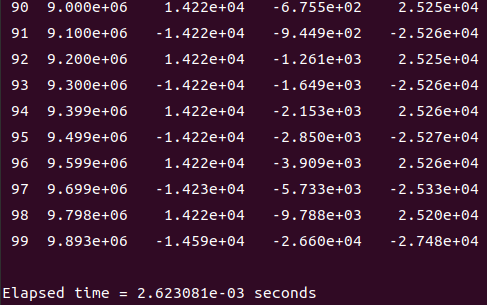 90 9.000e+06 1.422e+04 -6.755e+02 2.525e+04
91 9.100e+06 -1.422e+04 -9.449e+02 -2.526e+04
92 9.200e+06 1.422e+04 -1.261e+03 2.525e+04
93 9.300e+06 -1.422e+04 -1.649e+03 -2.526e+04
94 9.399e+06 1.422e+04 -2.153e+03 2.526e+04
95 9.499e+06 -1.422e+04 -2.850e+03 -2.527e+04
96 9.599e+06 1.422e+04 -3.909e+03 2.526e+04
97 9.699e+06 -1.423e+04 -5.733e+03 -2.533e+04
98 9.798e+06 1.422e+04 -9.788e+03 2.520e+04
99 9.893e+06 -1.459e+04 -2.660e+04 -2.748e+04
Elapsed time = 2.623081e-03 seconds